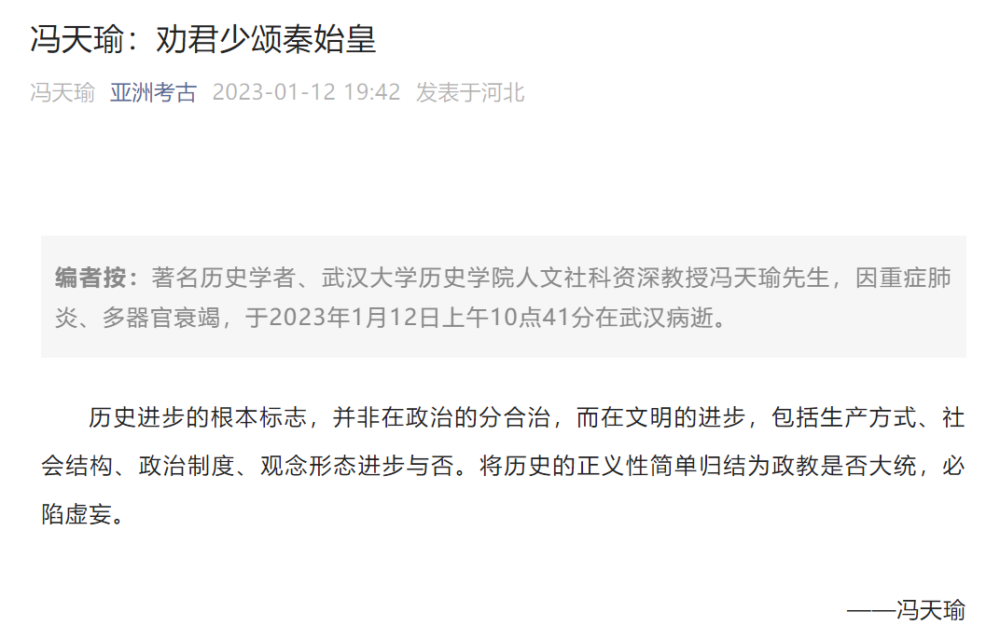 冯天瑜：劝君少颂秦始皇
冯天瑜 亚洲考古 2023-01-12 19:42 发表于河北
编者按：著名历史学者、武汉大学历史学院人文社科资深教授冯天瑜先生，因重症肺
炎、多器官衰竭，于2023年1月12日上午10点41分在武汉病逝。
历史进步的根本标志，并非在政治的分合治，而在文明的进步，包括生产方式、社
会结构、政治制度、观念形态进步与否。将历史的正义性简单归结为政教是否大统，必
陷虚妄。
——冯天瑜